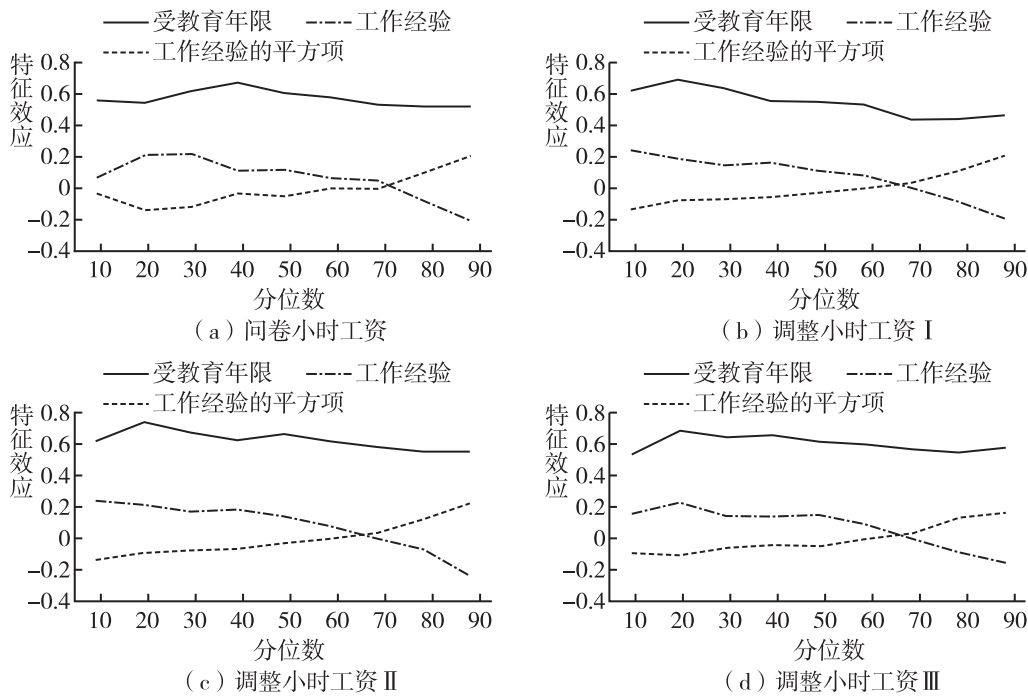 受教育年限 工作经验
工作经验的平方项
特征效应
0.8
0.6
0.4
0.2
0
−0.2
−0.4
10 20 30 40 50 60 70 80 90
分位数
（a）问卷小时工资
受教育年限 工作经验
工作经验的平方项
特征效应
0.8
0.6
0.4
0.2
0
−0.2
−0.4
10 20 30 40 50 60 70 80 90
分位数
（b）调整小时工资Ⅰ
受教育年限 工作经验
工作经验的平方项
特征效应
0.8
0.6
0.4
0.2
0
−0.2
−0.4
10 20 30 40 50 60 70 80 90
分位数
（c）调整小时工资Ⅱ
受教育年限 工作经验
工作经验的平方项
特征效应
0.8
0.6
0.4
0.2
0
−0.2
−0.4
10 20 30 40 50 60 70 80 90
分位数
（d）调整小时工资Ⅲ